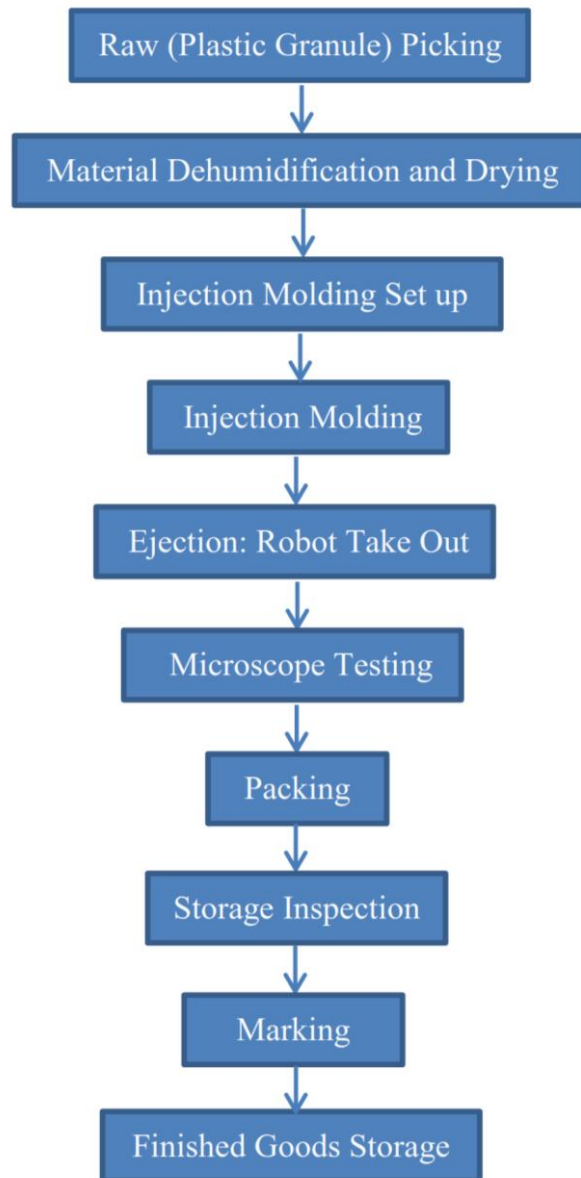 Raw (Plastic Granule) Picking
Material Dehumidification and Drying
Injection Molding Set up
Injection Molding
Ejection: Robot Take Out
Microscope Testing
Packing
Storage Inspection
Marking
Finished Goods Storage